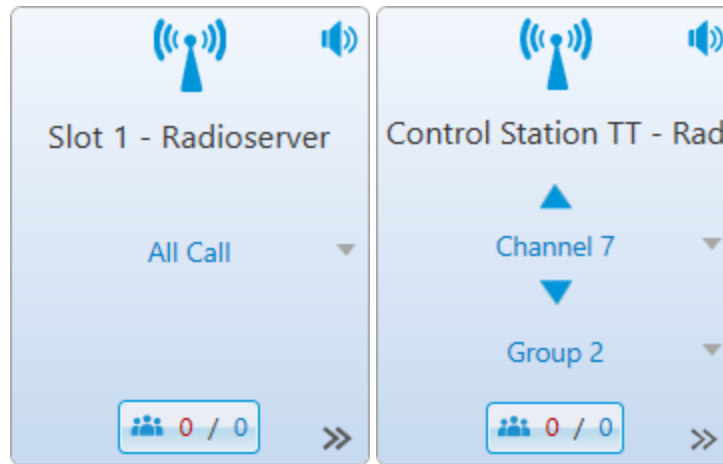 Slot 1 - Radioserver
All Call
0 / 0
Control Station TT - Rad
Channel 7
Group 2
0 / 0